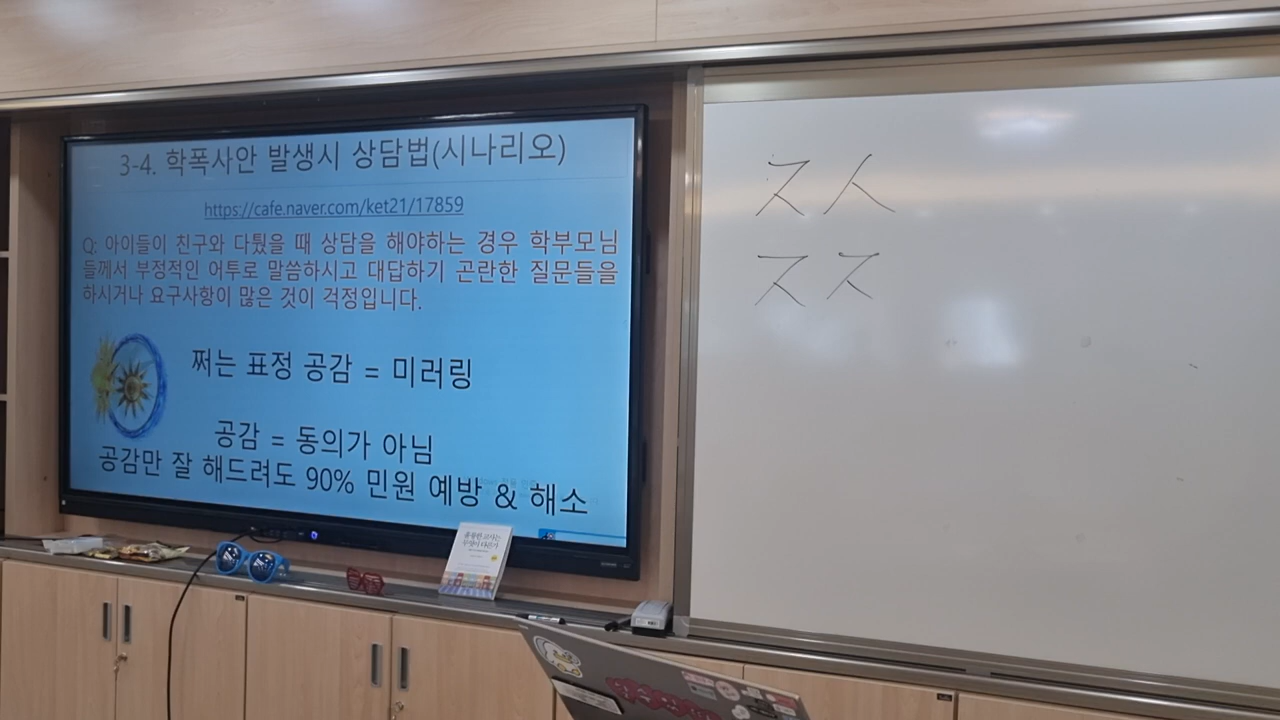 3-4. 학폭사안 발생시 상담법(시나리오)
https://cafe.naver.com/ket21/17859
Q: 아이들이 친구와 다퉜을 때 상담을 해야하는 경우 학부모님
들께서 부정적인 어투로 말씀하시고 대답하기 곤란한 질문들을
하시거나 요구사항이 많은 것이 걱정입니다.
쩌는 표정 공감 = 미러링
공감 = 동의가 아님
공감만 잘 해드려도 90% 민원 예방 & 해소
ㅈㅅ
ㅈㅈ